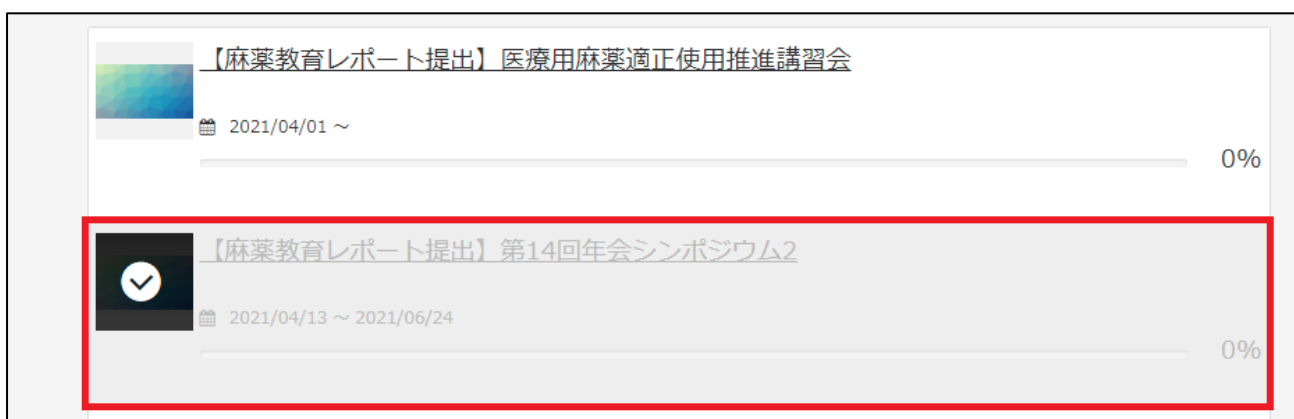 【麻薬教育レポート提出】医療用麻薬適正使用推進講習会
2021/04/01 ～
0%
【麻薬教育レポート提出】第14回年会シンポジウム2
2021/04/13 ～ 2021/06/24
0%